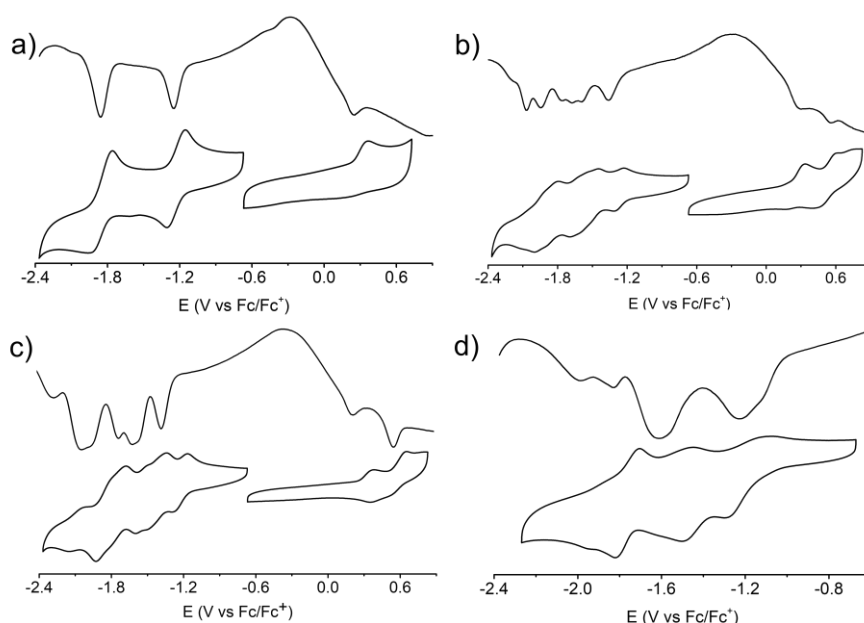 a)
-2.4 -1.8 -1.2 -0.6 0.0 0.6
E (V vs Fc/Fc⁺)
b)
-2.4 -1.8 -1.2 -0.6 0.0 0.6
E (V vs Fc/Fc⁺)
c)
-2.4 -1.8 -1.2 -0.6 0.0 0.6
E (V vs Fc/Fc+)
d)
-2.4 -2.0 -1.6 -1.2 -0.8
E (V vs Fc/Fc⁺)